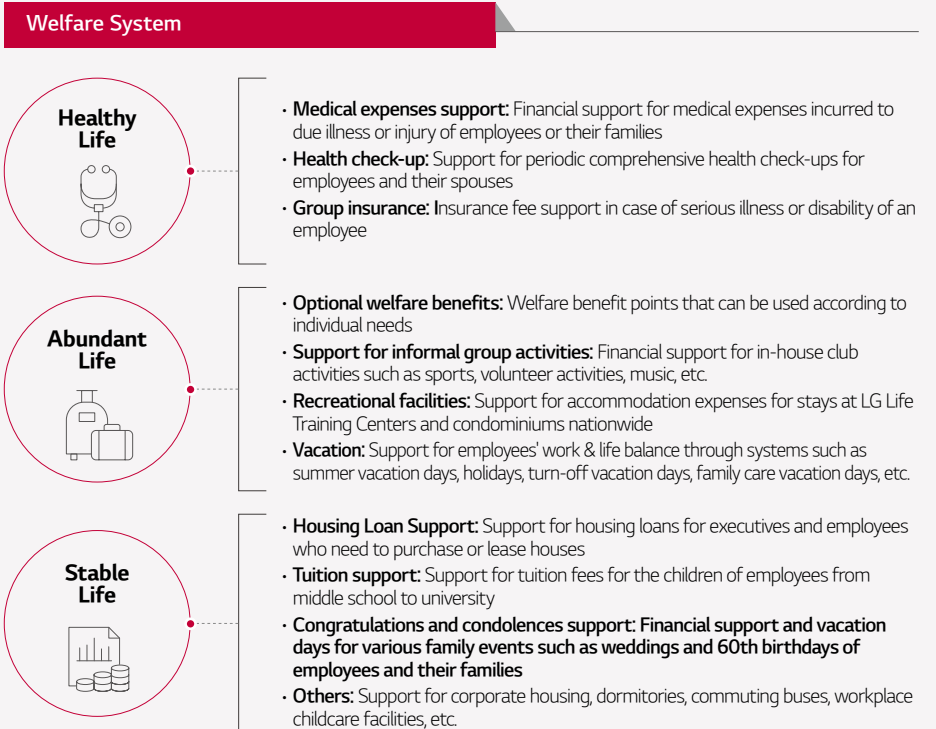 Welfare System
Healthy
Life
· Medical expenses support: Financial support for medical expenses incurred to
due illness or injury of employees or their families
· Health check-up: Support for periodic comprehensive health check-ups for
employees and their spouses
· Group insurance: Insurance fee support in case of serious illness or disability of an
employee
Abundant
Life
· Optional welfare benefits: Welfare benefit points that can be used according to
individual needs
· Support for informal group activities: Financial support for in-house club
activities such as sports, volunteer activities, music, etc.
· Recreational facilities: Support for accommodation expenses for stays at LG Life
Training Centers and condominiums nationwide
· Vacation: Support for employees' work & life balance through systems such as
summer vacation days, holidays, turn-off vacation days, family care vacation days, etc.
Stable
Life
· Housing Loan Support: Support for housing loans for executives and employees
who need to purchase or lease houses
· Tuition support: Support for tuition fees for the children of employees from
middle school to university
· Congratulations and condolences support: Financial support and vacation
days for various family events such as weddings and 60th birthdays of
employees and their families
· Others: Support for corporate housing, dormitories, commuting buses, workplace
childcare facilities, etc.